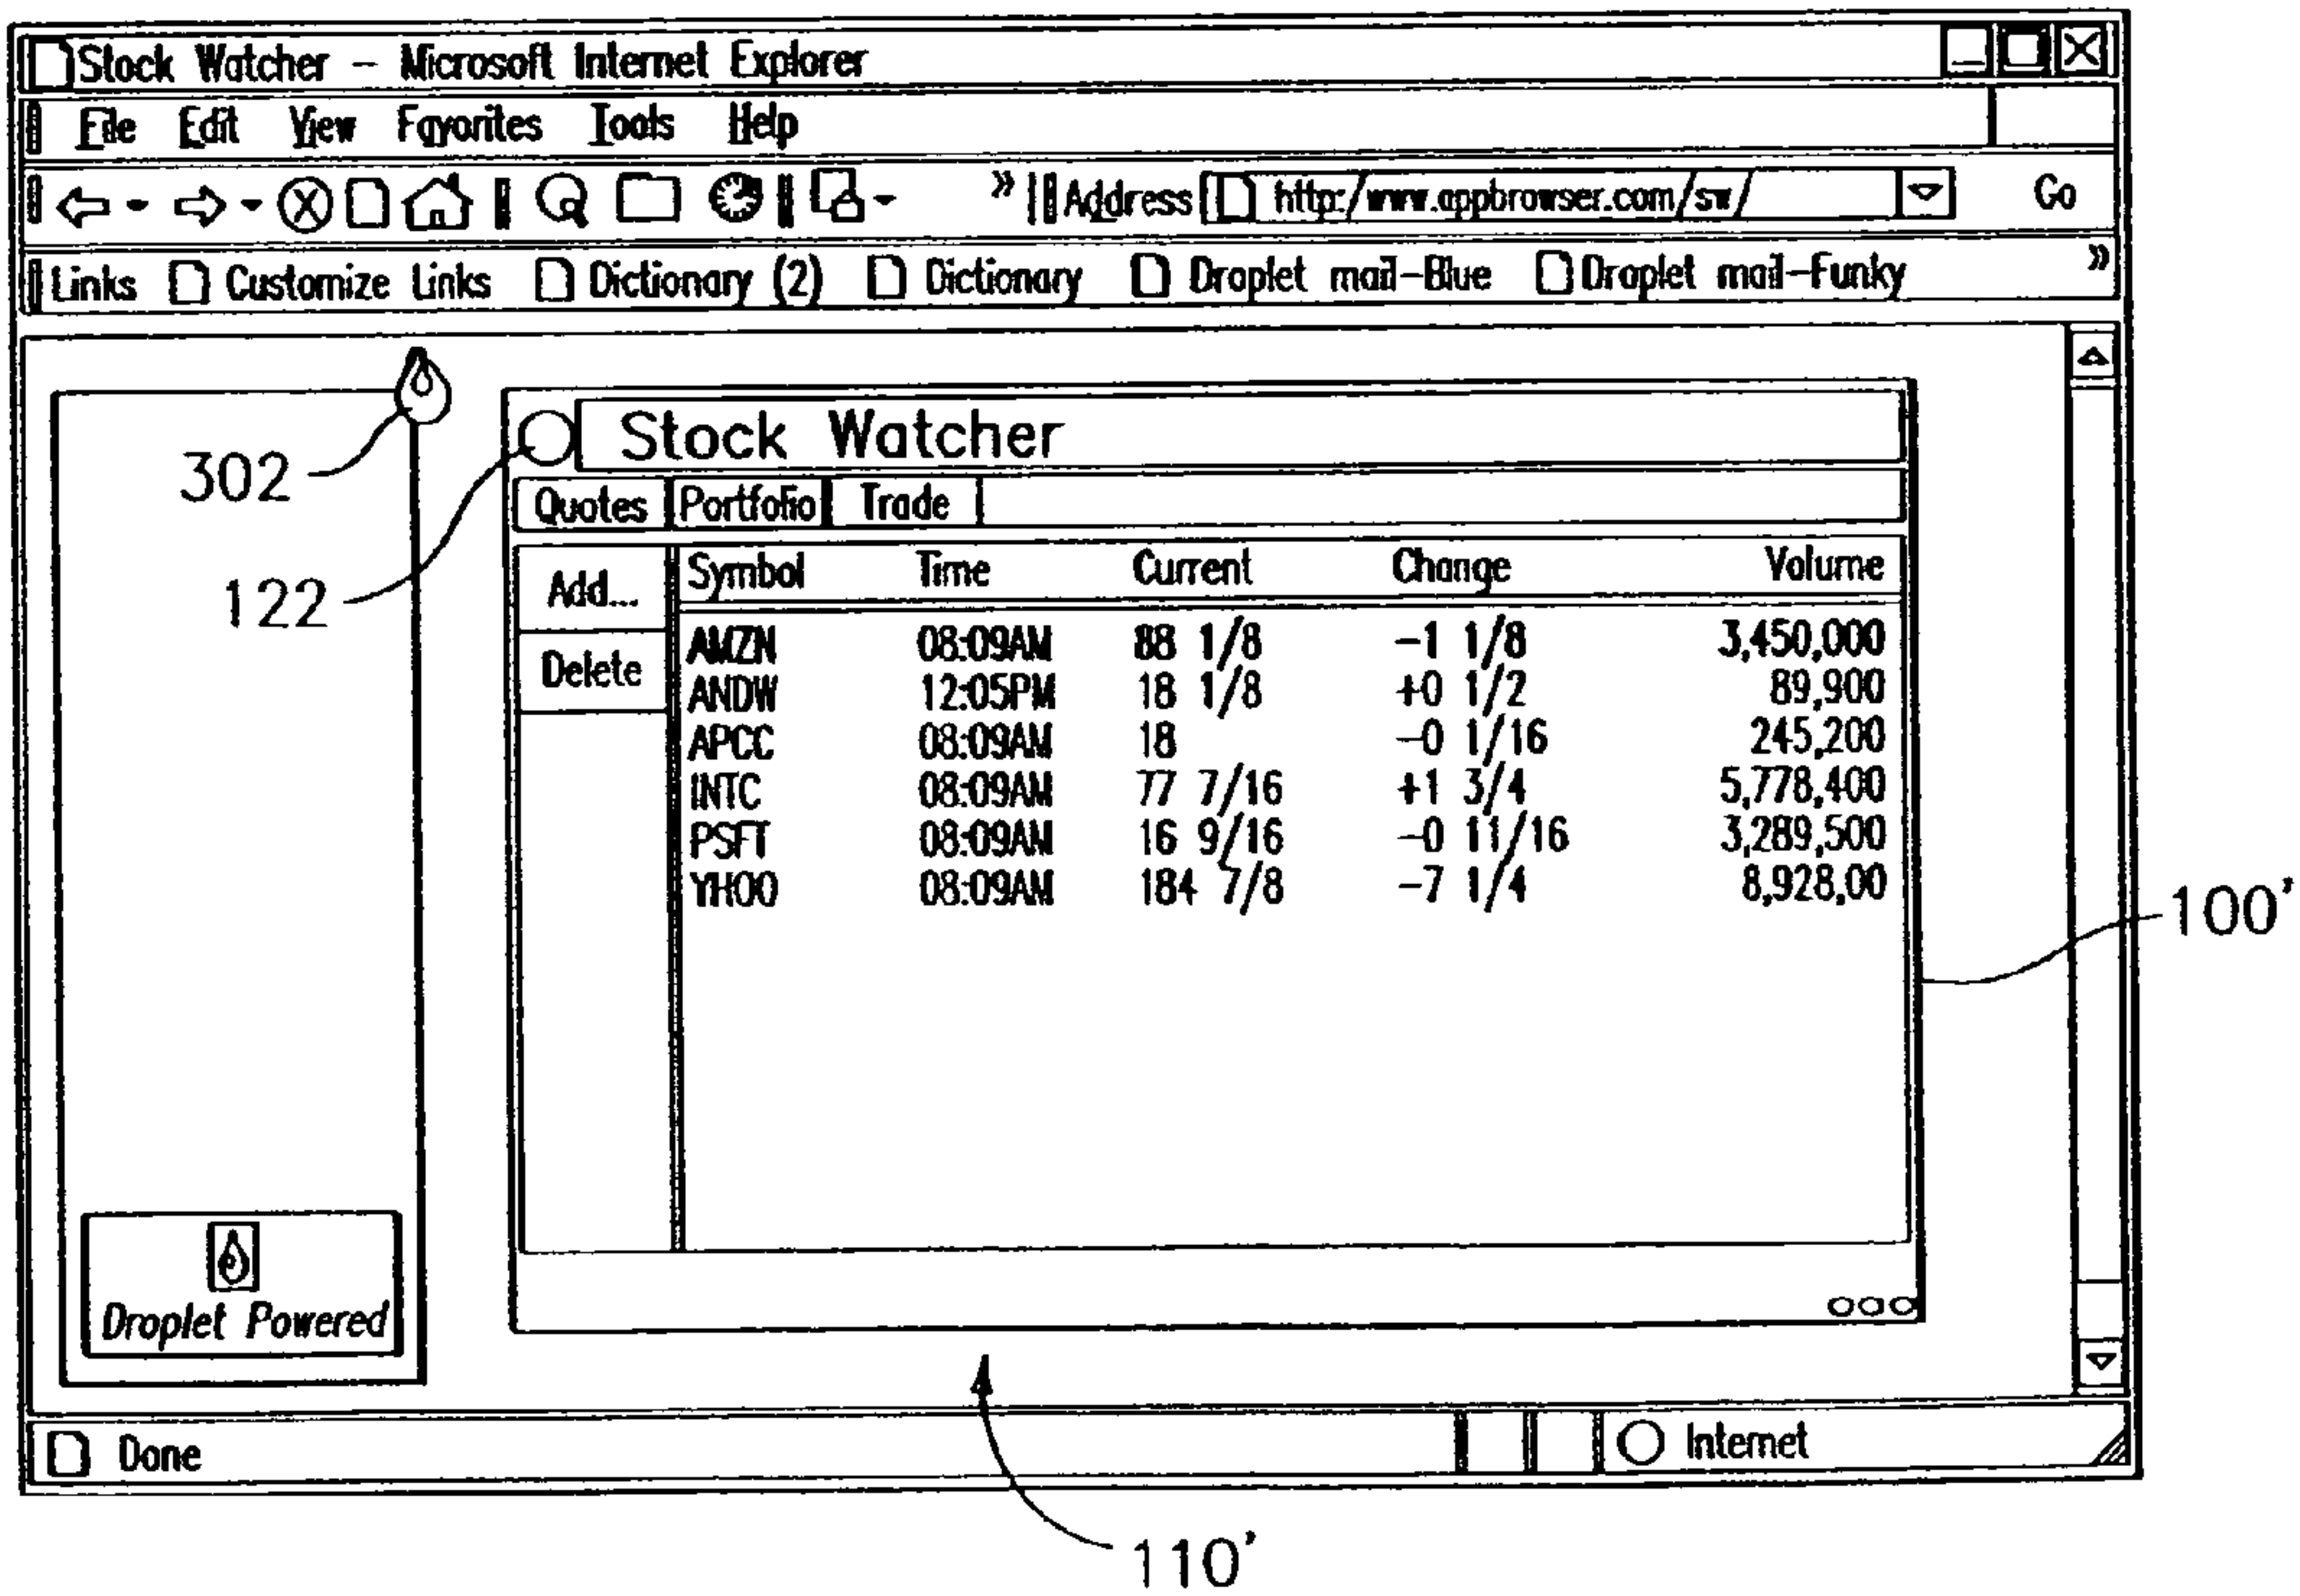 Stock Watcher - Microsoft Internet Explorer
File Edit View Favorites Tools Help
» Address http:/www.appbrowser.com/sw/ Go
Links Customize Links Dictionary (2) Dictionary Droplet mail-Blue Droplet mail-Funky »
302
122
Stock Watcher
Quotes Portfolio Trade
Add...
Delete
Symbol Time Current Change Volume
AMZN 08:09AM 88 1/8 -1 1/8 3,450,000
ANDW 12:05PM 18 1/8 +0 1/2 89,900
APCC 08:09AM 18 -0 1/16 245,200
INTC 08:09AM 77 7/16 +1 3/4 5,778,400
PSFT 08:09AM 16 9/16 -0 11/16 3,289,500
YHOO 08:09AM 184 7/8 -7 1/4 8,928,00
100'
Droplet Powered
Done Internet
110'